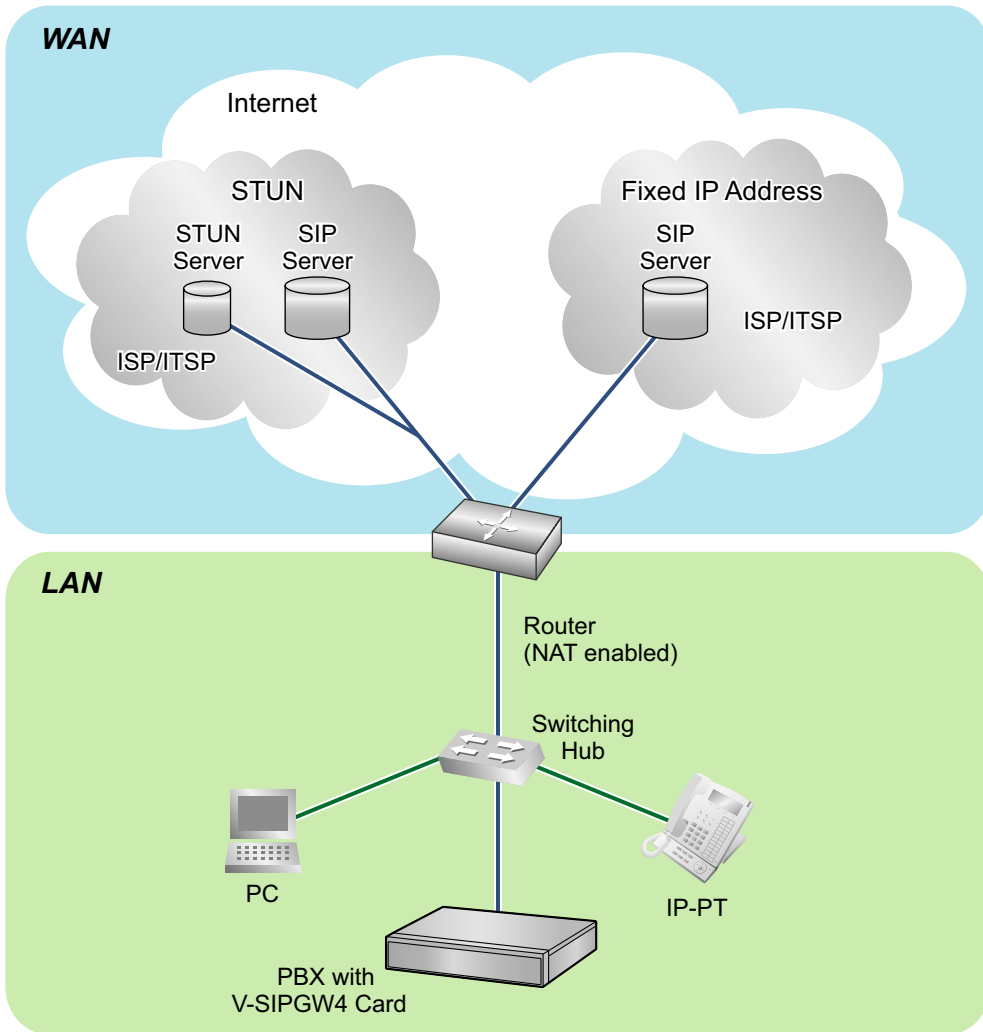 WAN
Internet
STUN
STUN
Server
SIP
Server
ISP/ITSP
Fixed IP Address
SIP
Server
ISP/ITSP
LAN
Router
(NAT enabled)
Switching
Hub
PC
IP-PT
PBX with
V-SIPGW4 Card